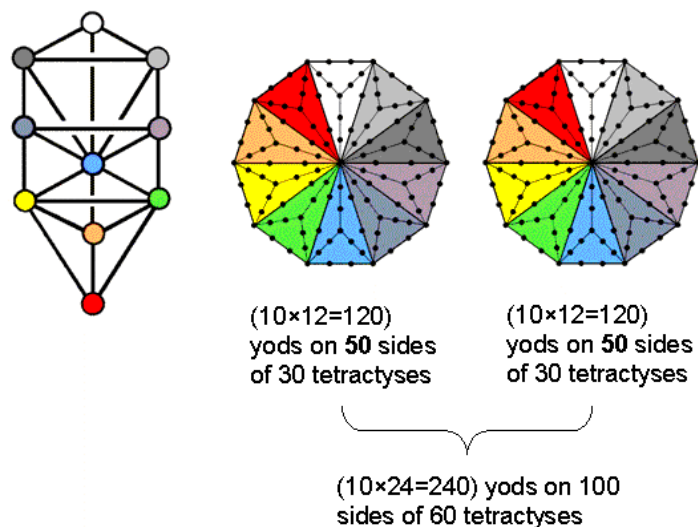 (10×12=120)
yods on 50 sides
of 30 tetractyses
(10×12=120)
yods on 50 sides
of 30 tetractyses
(10×24=240) yods on 100
sides of 60 tetractyses